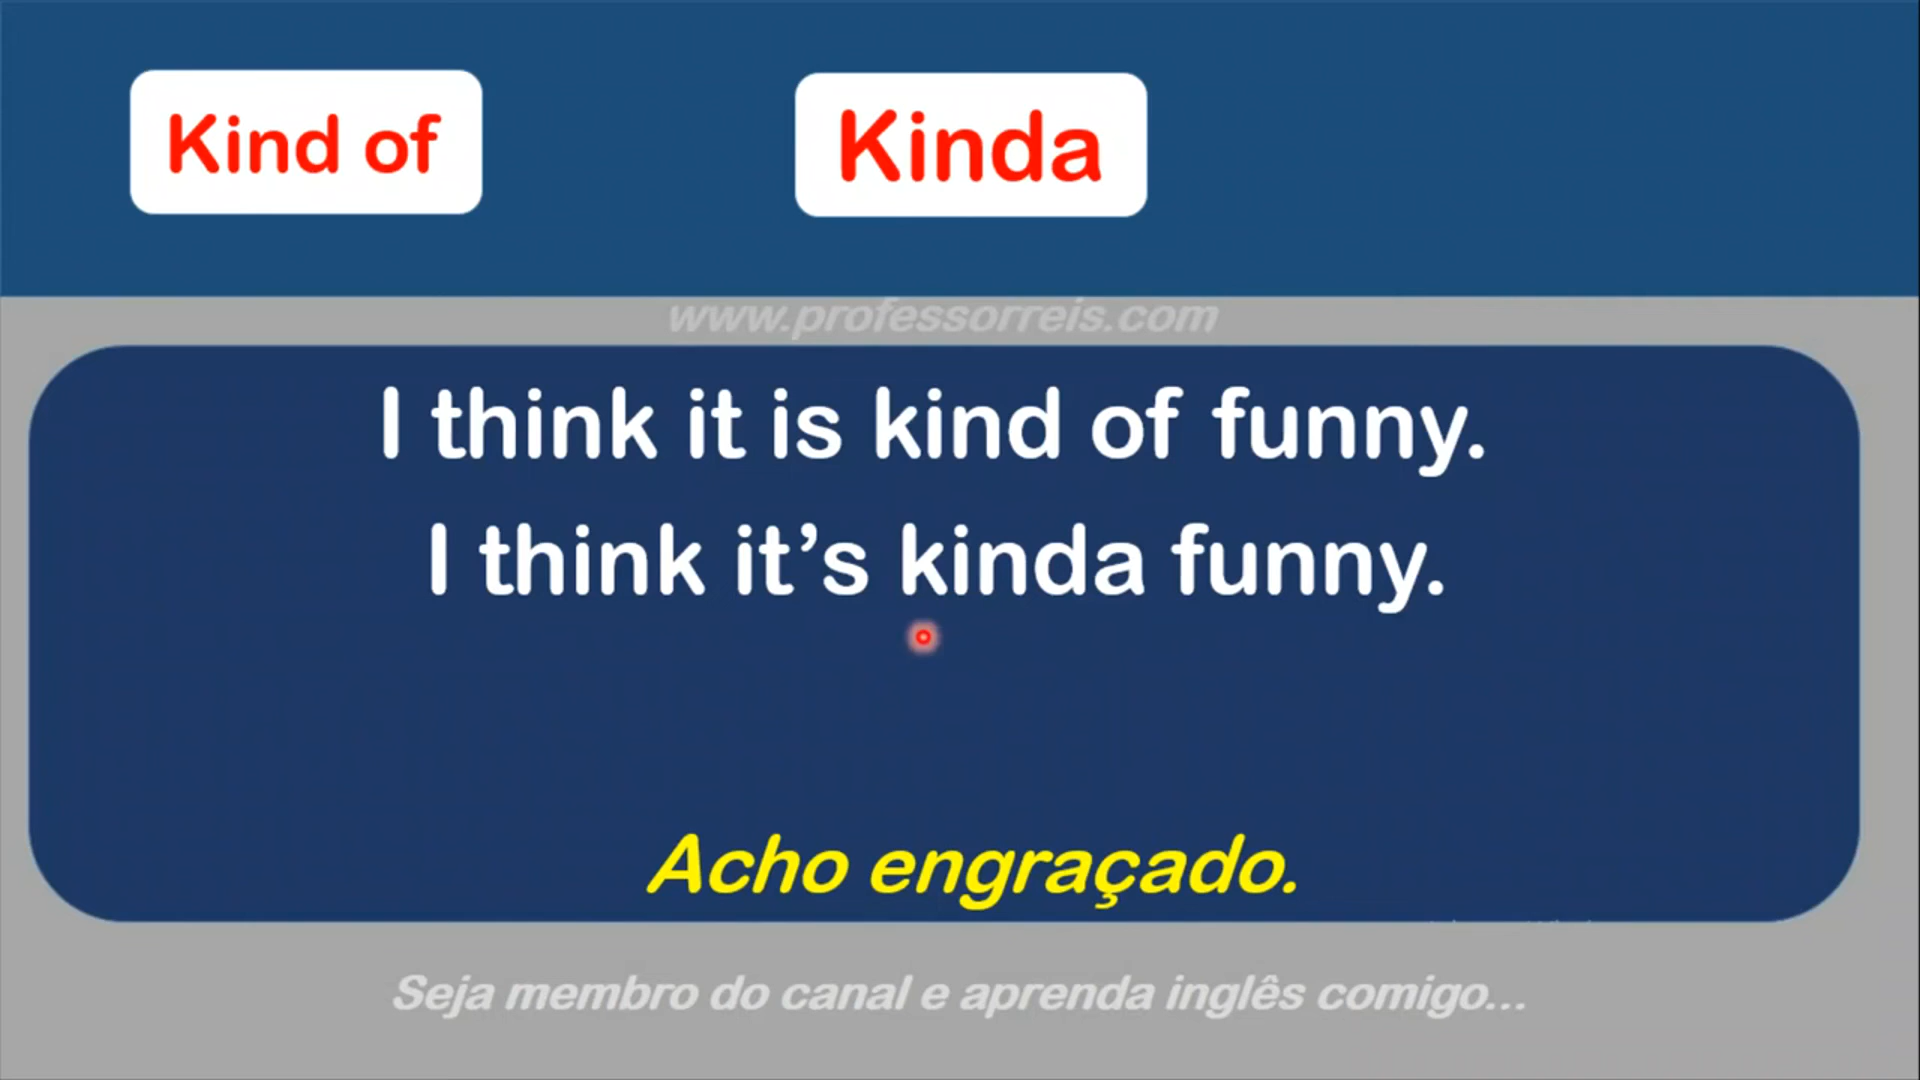 Kind of
Kinda
www.professorreis.com
I think it is kind of funny.
I think it’s kinda funny.
Acho engraçado.
Seja membro do canal e aprenda inglês comigo...